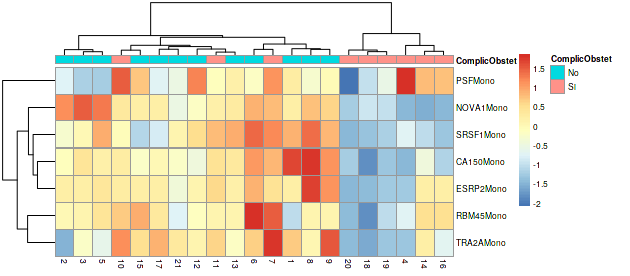 ComplicObstet
PSFMono
NOVA1Mono
SRSF1Mono
CA150Mono
ESRP2Mono
RBM45Mono
TRA2AMono
2 3 5 10 15 17 21 12 11 13 6 7 1 8 9 20 18 19 4 14 16
1.5
1
0.5
0
-0.5
-1
-1.5
-2
ComplicObstet
No
SI